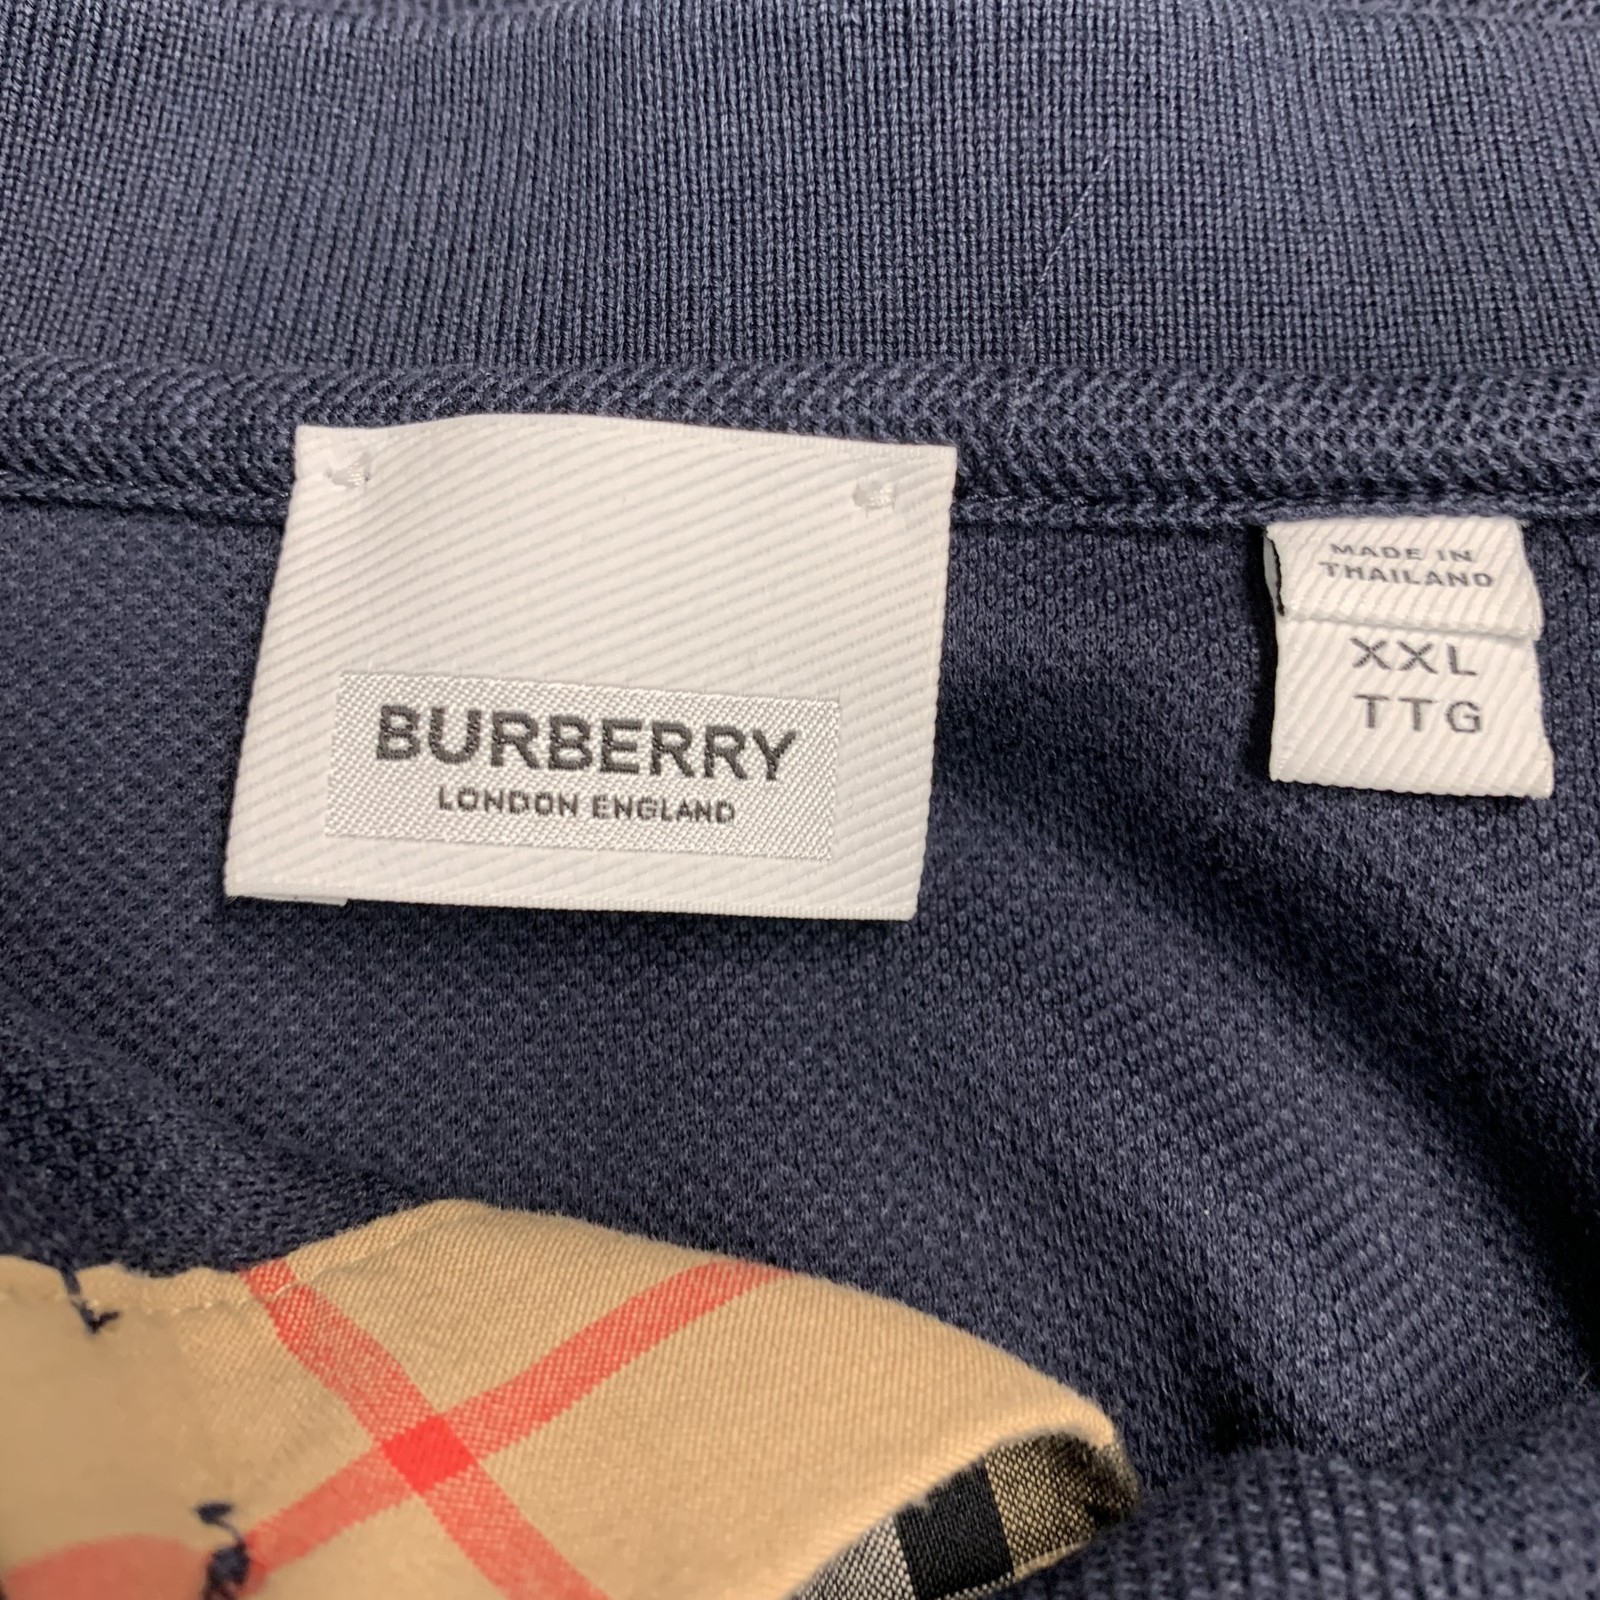 BURBERRY
LONDON ENGLAND
MADE IN
THAILAND
XXL
TTG